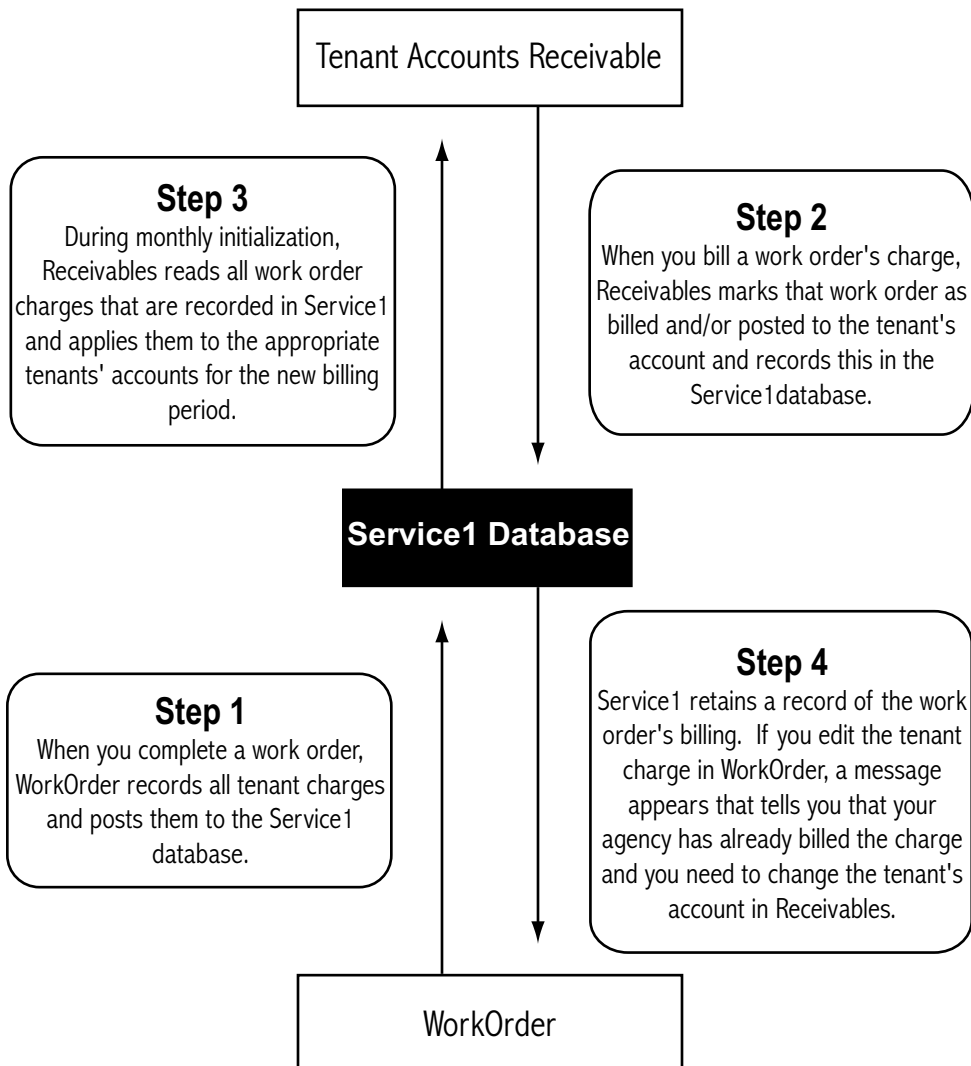 Tenant Accounts Receivable
Step 3
During monthly initialization,
Receivables reads all work order
charges that are recorded in Service1
and applies them to the appropriate
tenants' accounts for the new billing
period.
Step 2
When you bill a work order's charge,
Receivables marks that work order as
billed and/or posted to the tenant's
account and records this in the
Service1database.
Service1 Database
Step 1
When you complete a work order,
WorkOrder records all tenant charges
and posts them to the Service1
database.
Step 4
Service1 retains a record of the work
order's billing.  If you edit the tenant
charge in WorkOrder, a message
appears that tells you that your
agency has already billed the charge
and you need to change the tenant's
account in Receivables.
WorkOrder